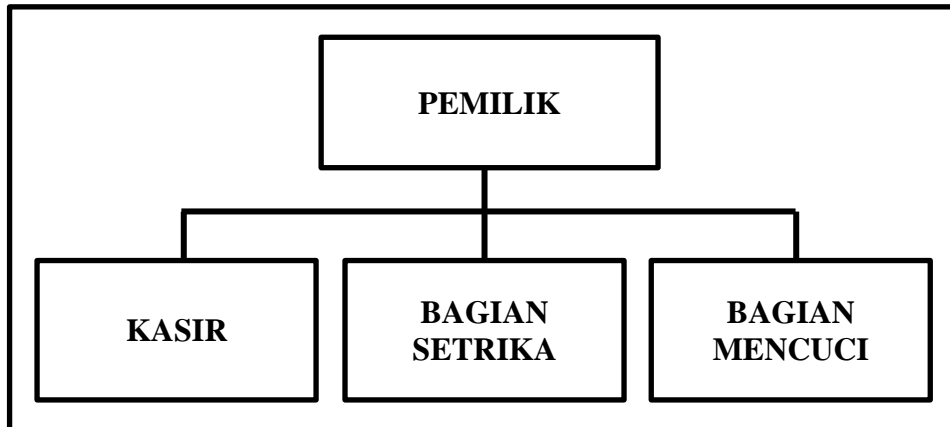 PEMILIK
KASIR
BAGIAN
SETRIKA
BAGIAN
MENCUCI